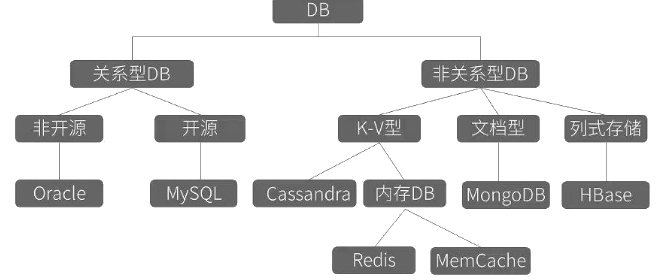 DB
关系型DB
非关系型DB
非开源
开源
K-V型
文档型
列式存储
Oracle
MySQL
Cassandra
内存DB
MongoDB
HBase
Redis
MemCache